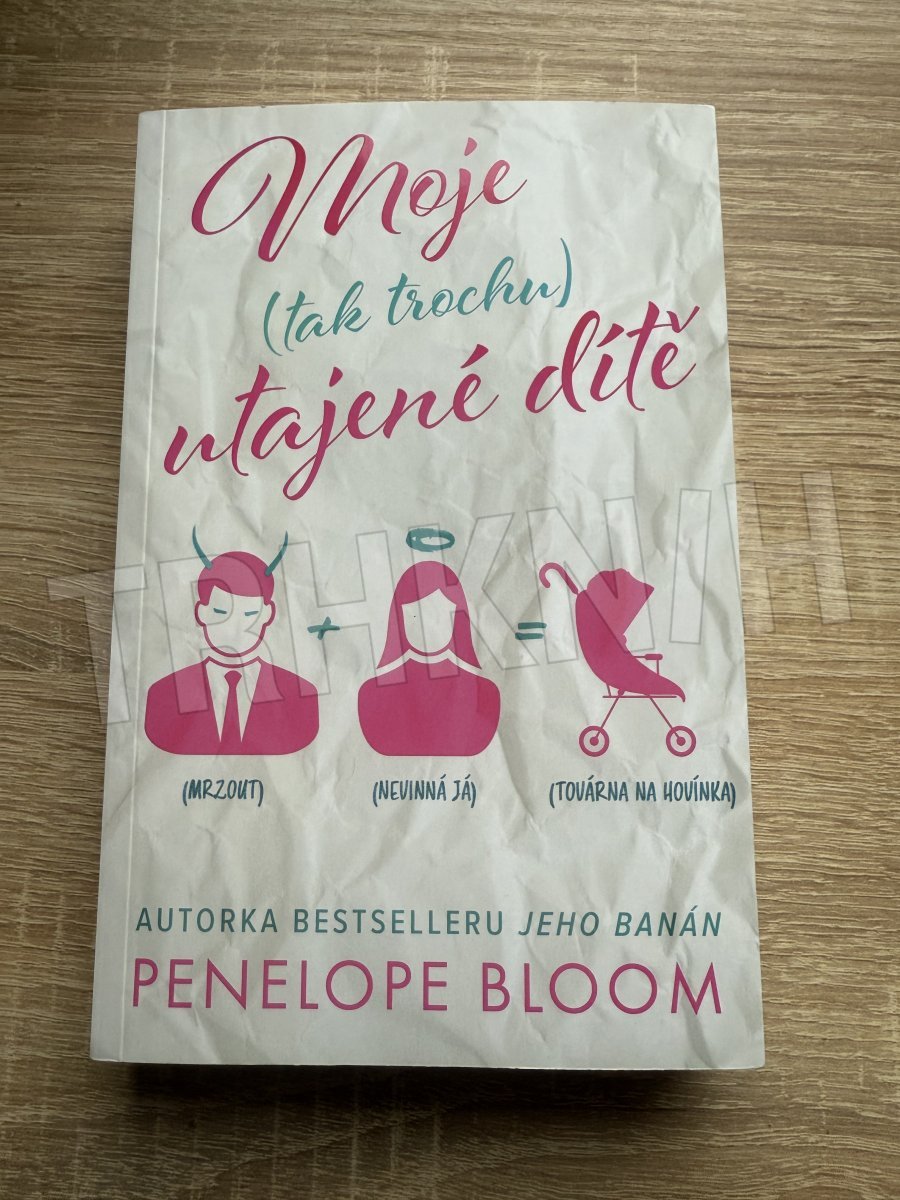 Moje
(tak trochu)
utajené dítě
TRHKNIH
+ =
(MRZOUT) (NEVINNÁ JÁ) (TOVÁRNA NA HOVÍNKA)
AUTORKA BESTSELLERU JEHO BANÁN
PENELOPE BLOOM